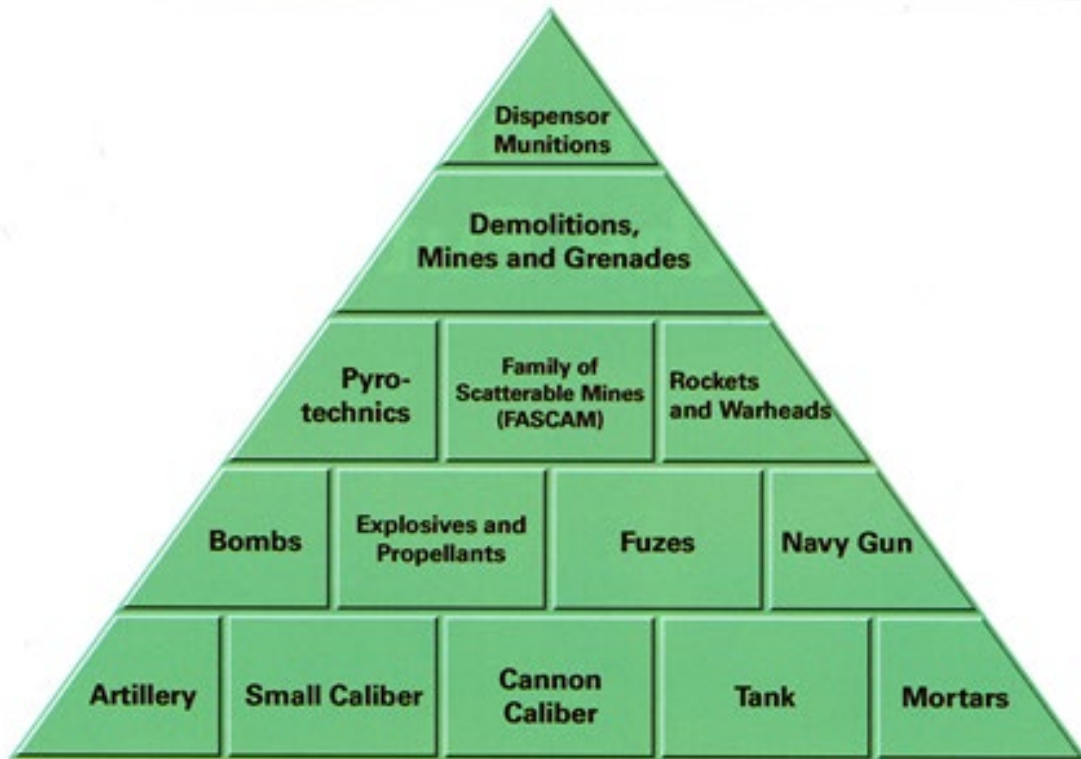 Dispensor
Munitions
Demolitions,
Mines and Grenades
Pyro-
technics
Family of
Scatterable Mines
(FASCAM)
Rockets
and Warheads
Bombs
Explosives and
Propellants
Fuzes
Navy Gun
Artillery
Small Caliber
Cannon
Caliber
Tank
Mortars